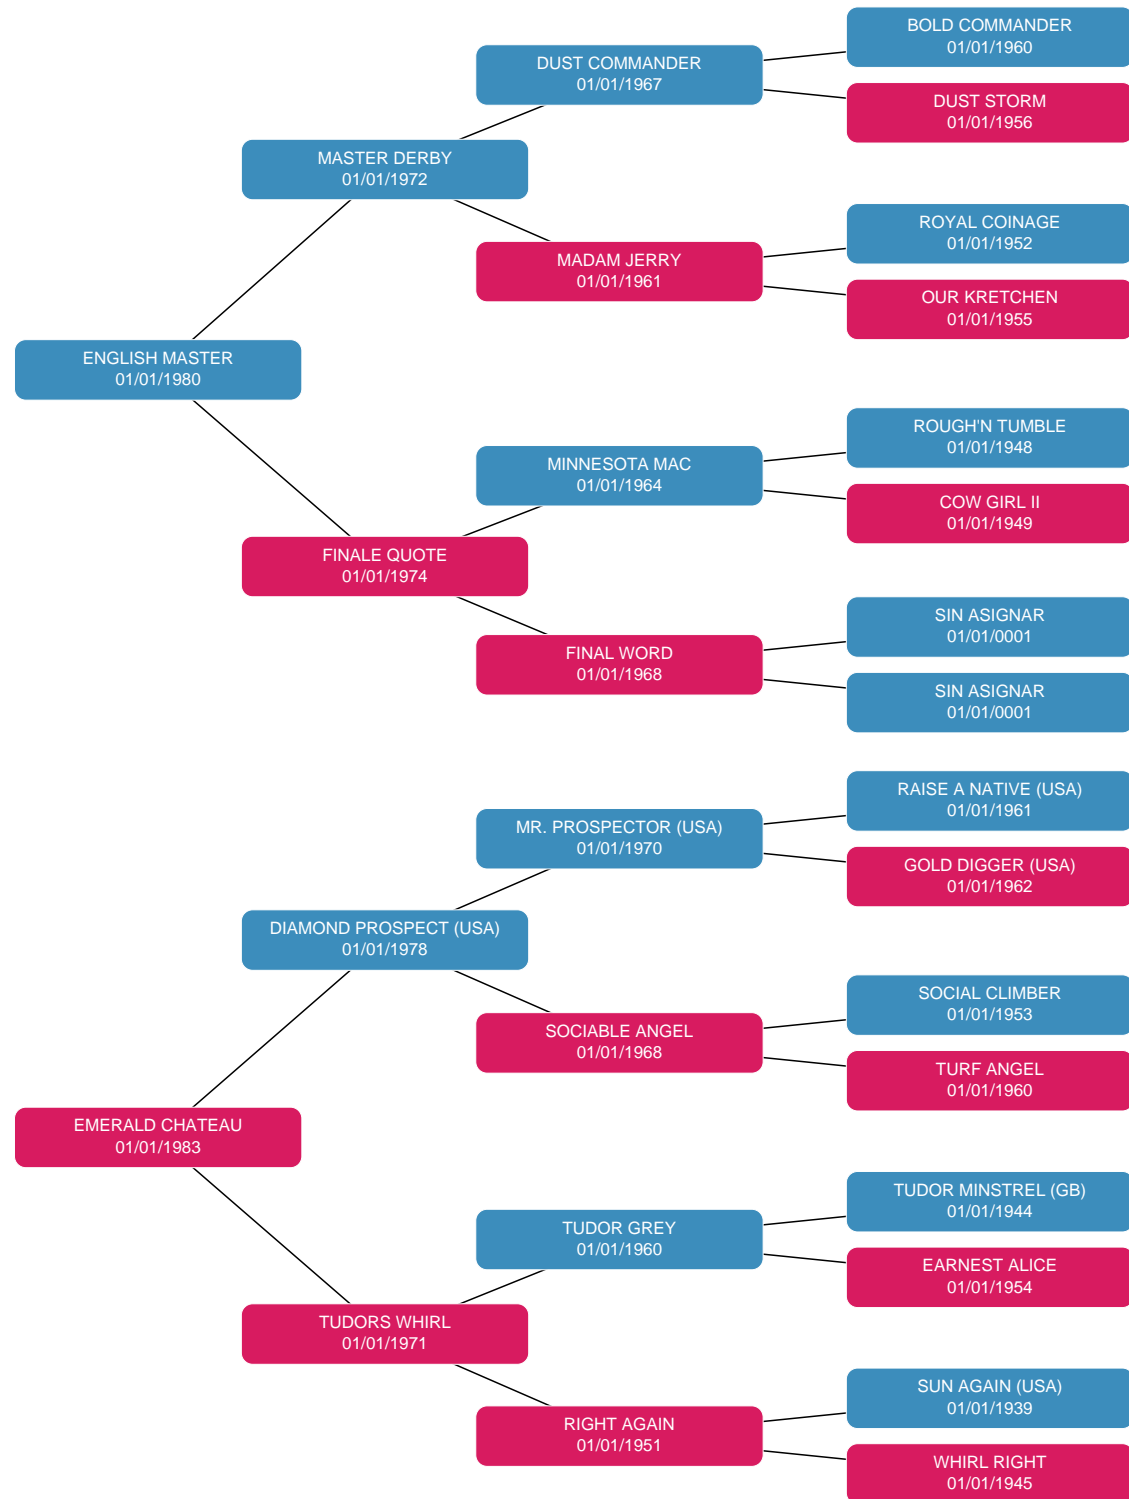 BOLD COMMANDER
01/01/1960
DUST COMMANDER
01/01/1967
DUST STORM
01/01/1956
MASTER DERBY
01/01/1972
ROYAL COINAGE
01/01/1952
MADAM JERRY
01/01/1961
OUR KRETCHEN
01/01/1955
ENGLISH MASTER
01/01/1980
ROUGH'N TUMBLE
01/01/1948
MINNESOTA MAC
01/01/1964
COW GIRL II
01/01/1949
FINALE QUOTE
01/01/1974
SIN ASIGNAR
01/01/0001
FINAL WORD
01/01/1968
SIN ASIGNAR
01/01/0001
RAISE A NATIVE (USA)
01/01/1961
MR. PROSPECTOR (USA)
01/01/1970
GOLD DIGGER (USA)
01/01/1962
DIAMOND PROSPECT (USA)
01/01/1978
SOCIAL CLIMBER
01/01/1953
SOCIABLE ANGEL
01/01/1968
TURF ANGEL
01/01/1960
EMERALD CHATEAU
01/01/1983
TUDOR MINSTREL (GB)
01/01/1944
TUDOR GREY
01/01/1960
EARNEST ALICE
01/01/1954
TUDORS WHIRL
01/01/1971
SUN AGAIN (USA)
01/01/1939
RIGHT AGAIN
01/01/1951
WHIRL RIGHT
01/01/1945